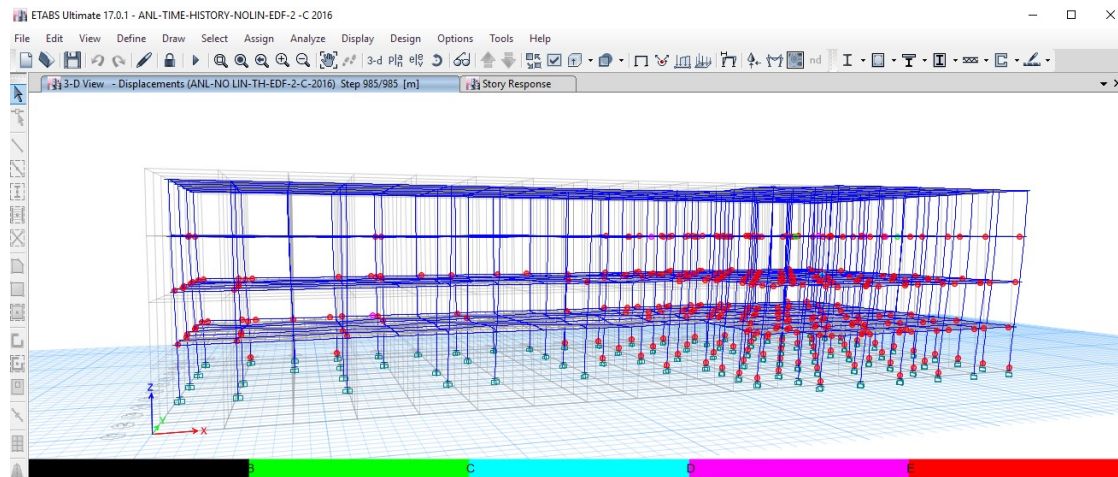 ETABS Ultimate 17.0.1 - ANL-TIME-HISTORY-NOLIN-EDF-2 -C 2016
File Edit View Define Draw Select Assign Analyze Display Design Options Tools Help
3-d nd
3-D View - Displacements (ANL-NO LIN-TH-EDF-2-C-2016) Step 985/985 [m]
Story Response
Z
Y
X
B C D E